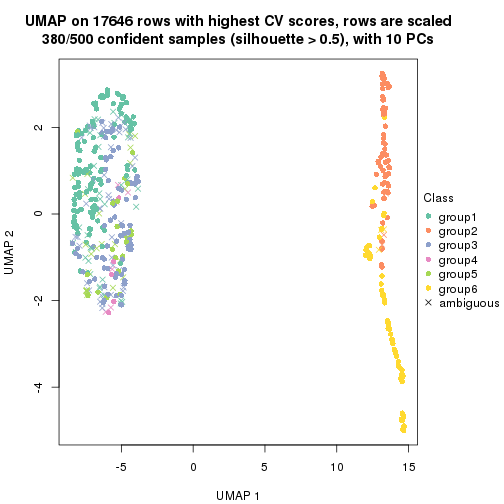 UMAP on 17646 rows with highest CV scores, rows are scaled
380/500 confident samples (silhouette > 0.5), with 10 PCs
UMAP 2
2
0
-2
-4
-5
0
5
10
15
UMAP 1
Class
group1
group2
group3
group4
group5
group6
ambiguous